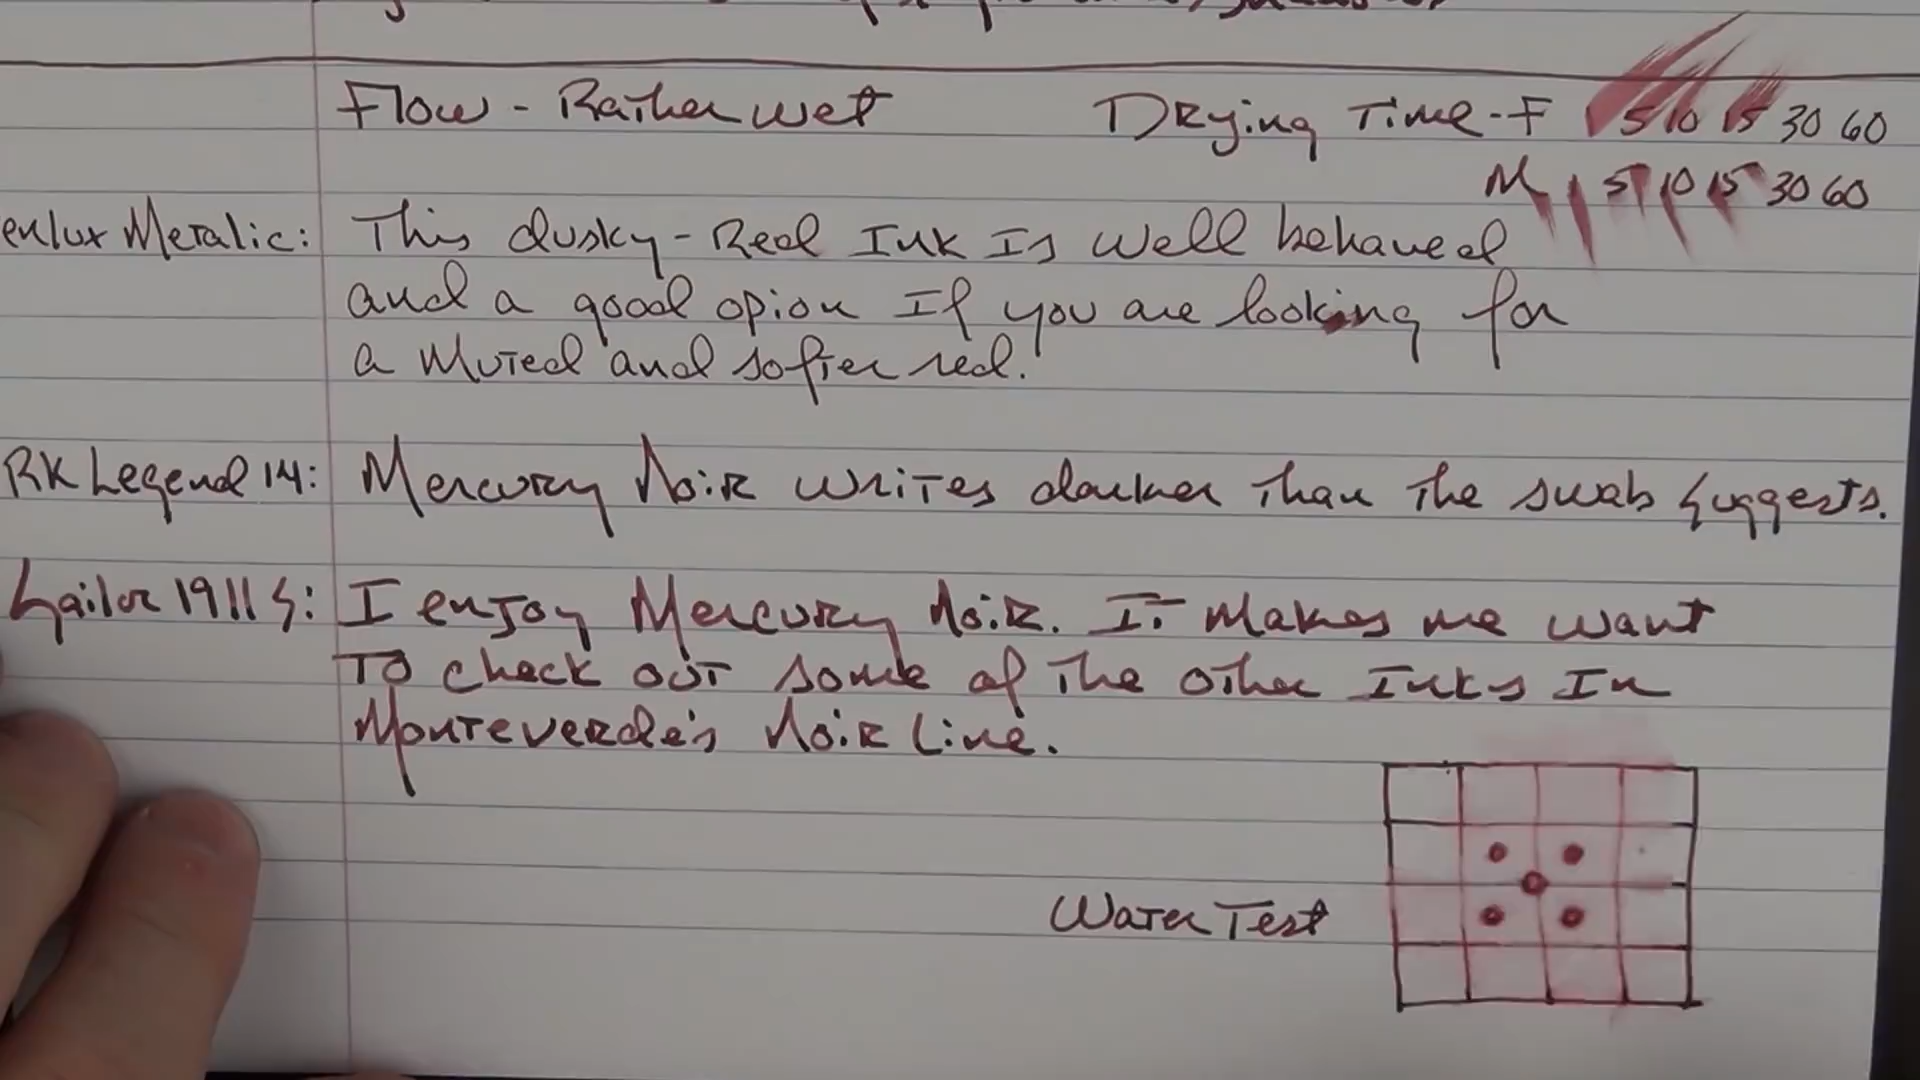 Flow - Rather wet Drying Time - F 1 5 10 15 30 60
M 1 5 10 15 30 60
enlux Metalic: This dusky-Red Ink Is well behaved
and a good opion If you are looking for
a Muted and softer red.
RK Legend 14: Mercury Noir writes darker than the swab suggests.
Sailor 1911 S: I enjoy Mercury Noir. It makes me want
To check out some of the other Inks In
Monteverde's Noir Line.
Water Test